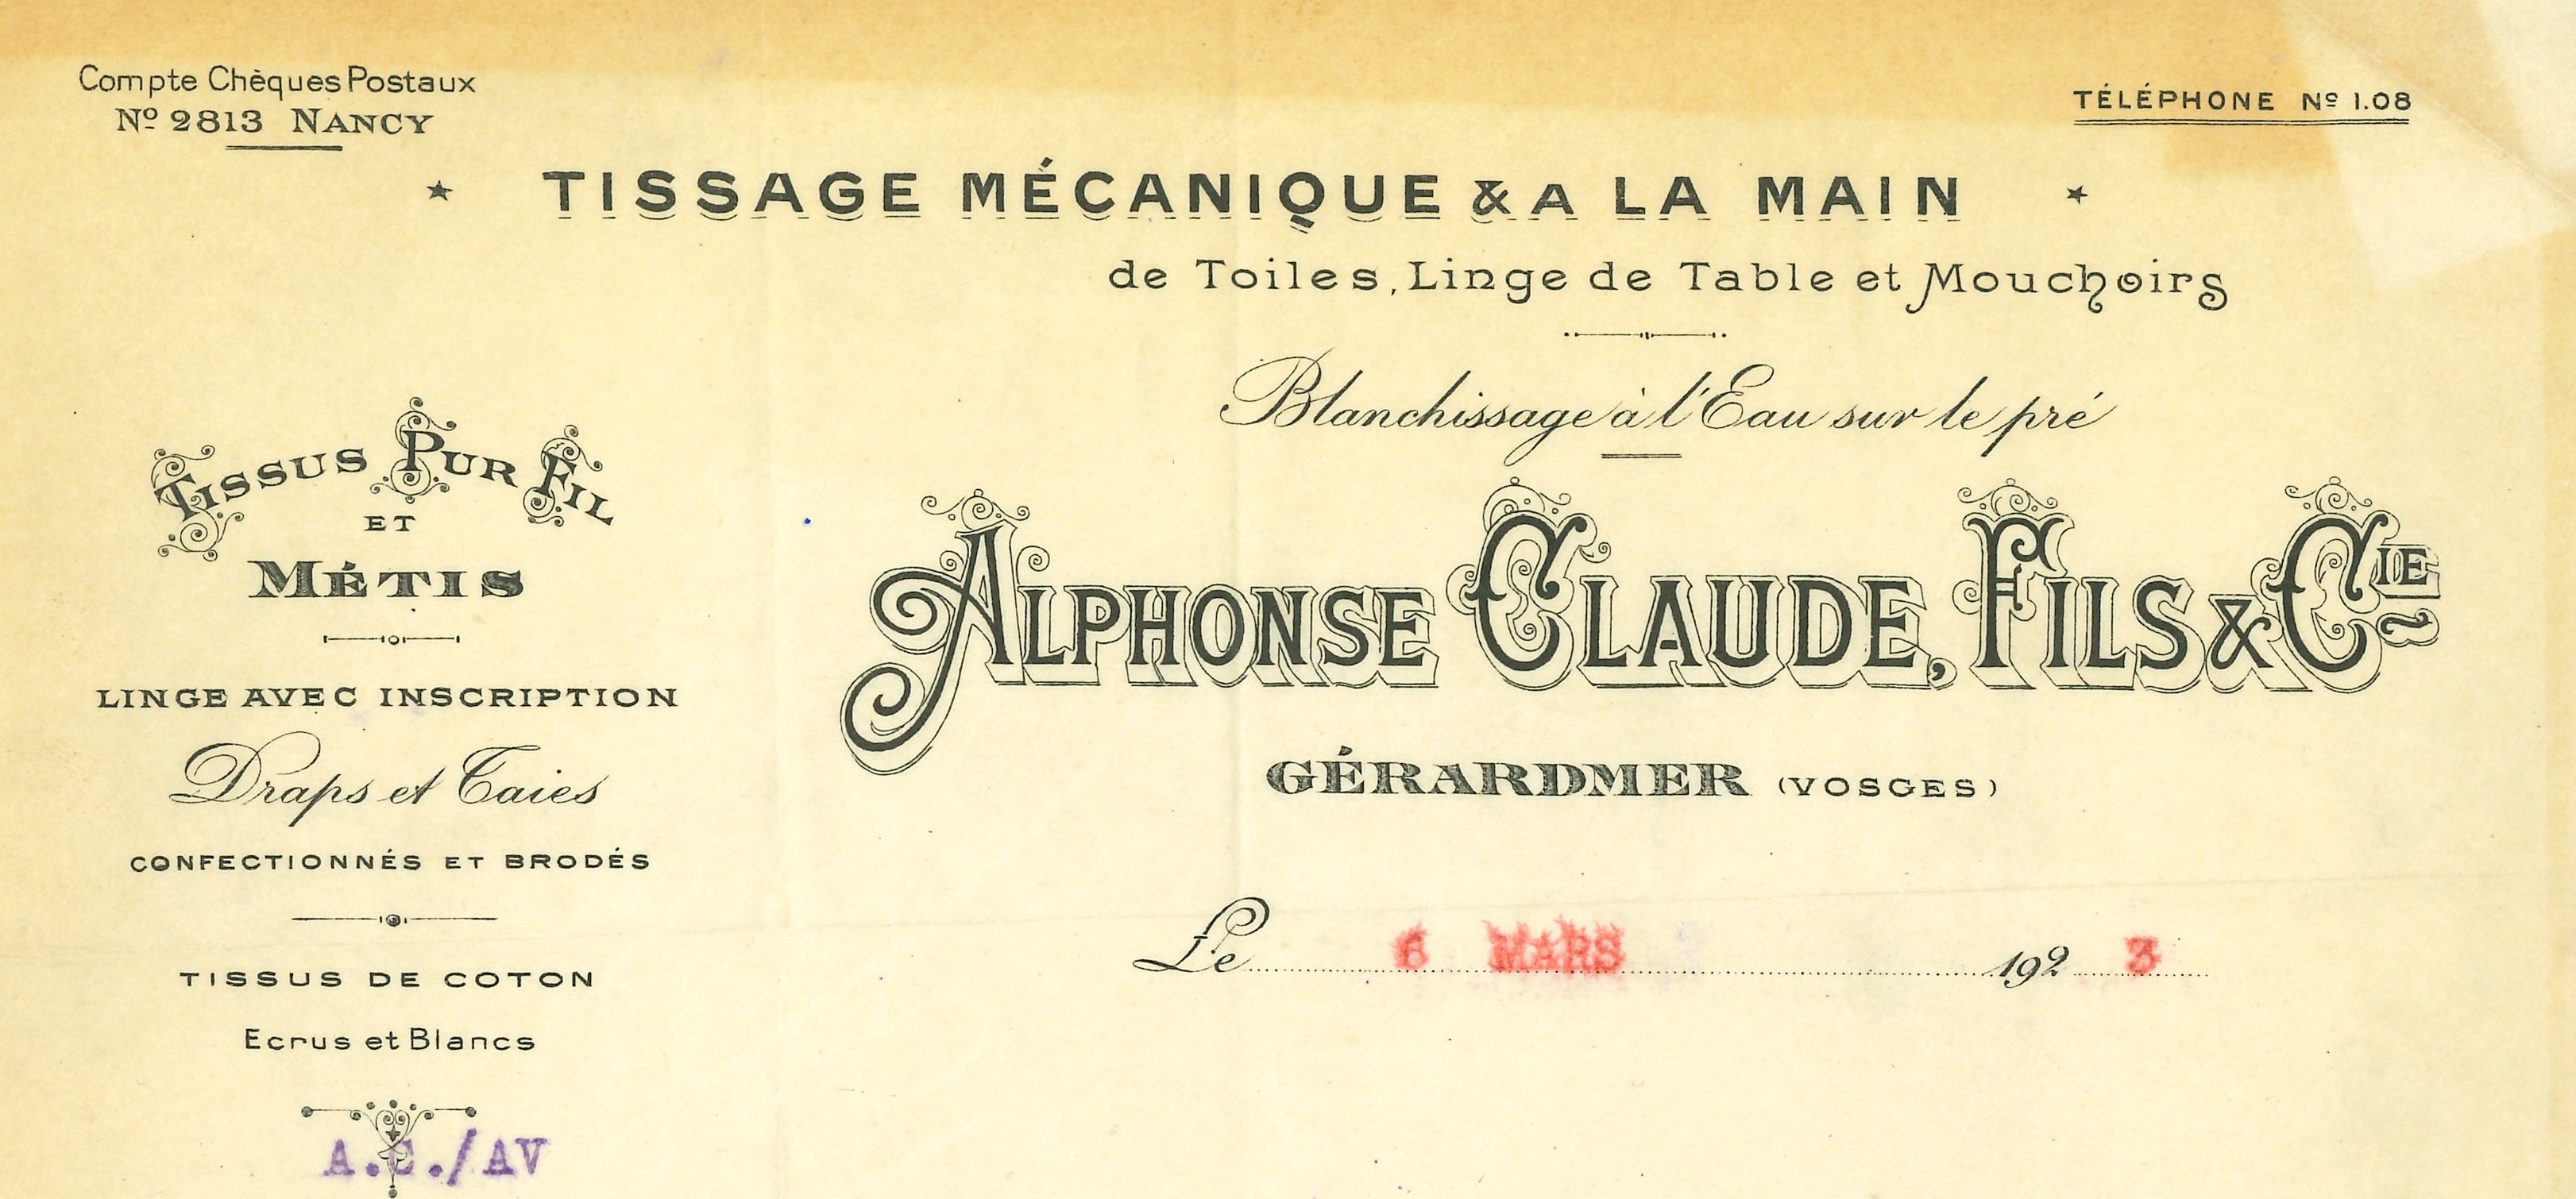 Compte Chèques Postaux
Nº 2813 NANCY
TÉLÉPHONE Nº 1.08
TISSAGE MÉCANIQUE & A LA MAIN
de Toiles, Linge de Table et Mouchoirs
Blanchissage à l'Eau sur le pré
ALPHONSE CLAUDE, FILS & CIE
GÉRARDMER (VOSGES)
Le 6 MARS 192 3
TISSUS PUR FIL
ET
MÉTIS
LINGE AVEC INSCRIPTION
Draps et Taies
CONFECTIONNÉS ET BRODÉS
TISSUS DE COTON
Ecrus et Blancs
A.C./AV